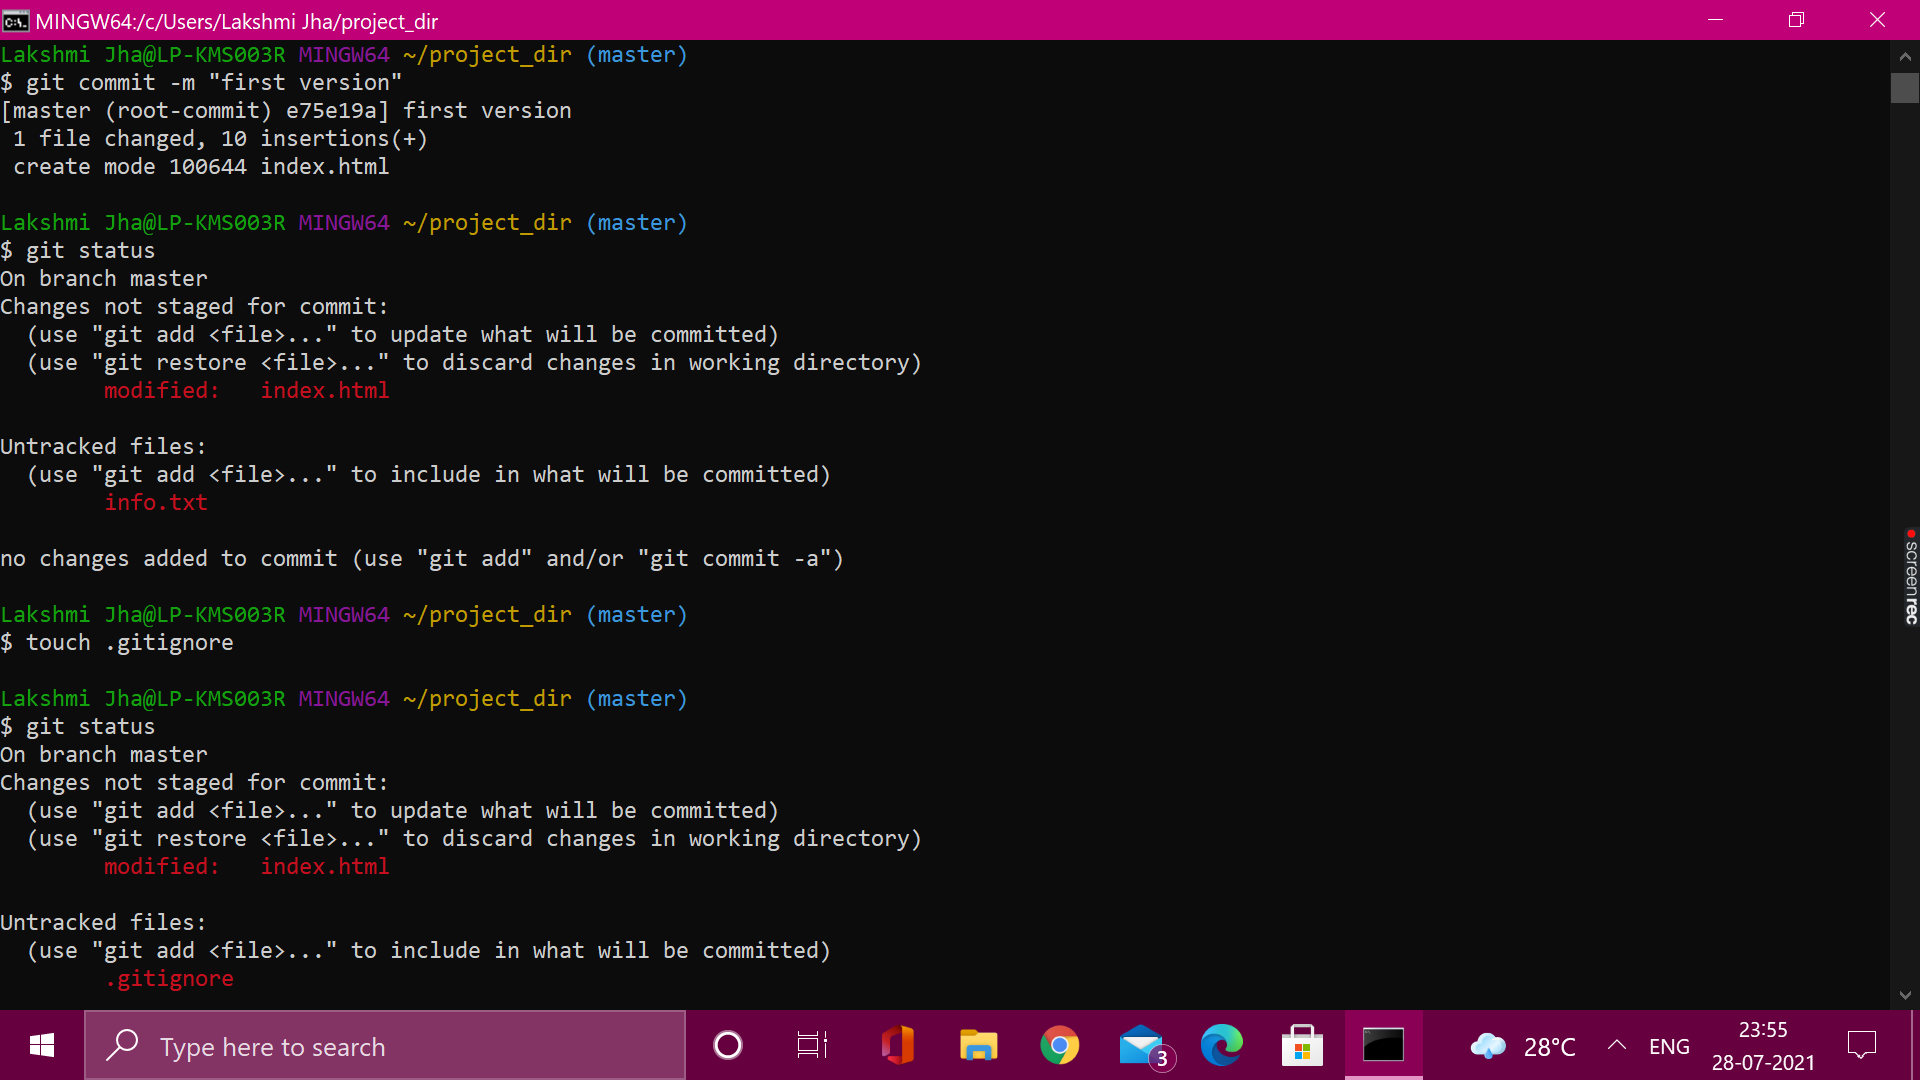 MINGW64:/c/Users/Lakshmi Jha/project_dir
Lakshmi Jha@LP-KMS003R MINGW64 ~/project_dir (master)
$ git commit -m "first version"
[master (root-commit) e75e19a] first version
 1 file changed, 10 insertions(+)
 create mode 100644 index.html

Lakshmi Jha@LP-KMS003R MINGW64 ~/project_dir (master)
$ git status
On branch master
Changes not staged for commit:
  (use "git add <file>..." to update what will be committed)
  (use "git restore <file>..." to discard changes in working directory)
        modified:   index.html

Untracked files:
  (use "git add <file>..." to include in what will be committed)
        info.txt

no changes added to commit (use "git add" and/or "git commit -a")

Lakshmi Jha@LP-KMS003R MINGW64 ~/project_dir (master)
$ touch .gitignore

Lakshmi Jha@LP-KMS003R MINGW64 ~/project_dir (master)
$ git status
On branch master
Changes not staged for commit:
  (use "git add <file>..." to update what will be committed)
  (use "git restore <file>..." to discard changes in working directory)
        modified:   index.html

Untracked files:
  (use "git add <file>..." to include in what will be committed)
        .gitignore
screenrec
Type here to search
3
28°C
ENG
23:55
28-07-2021